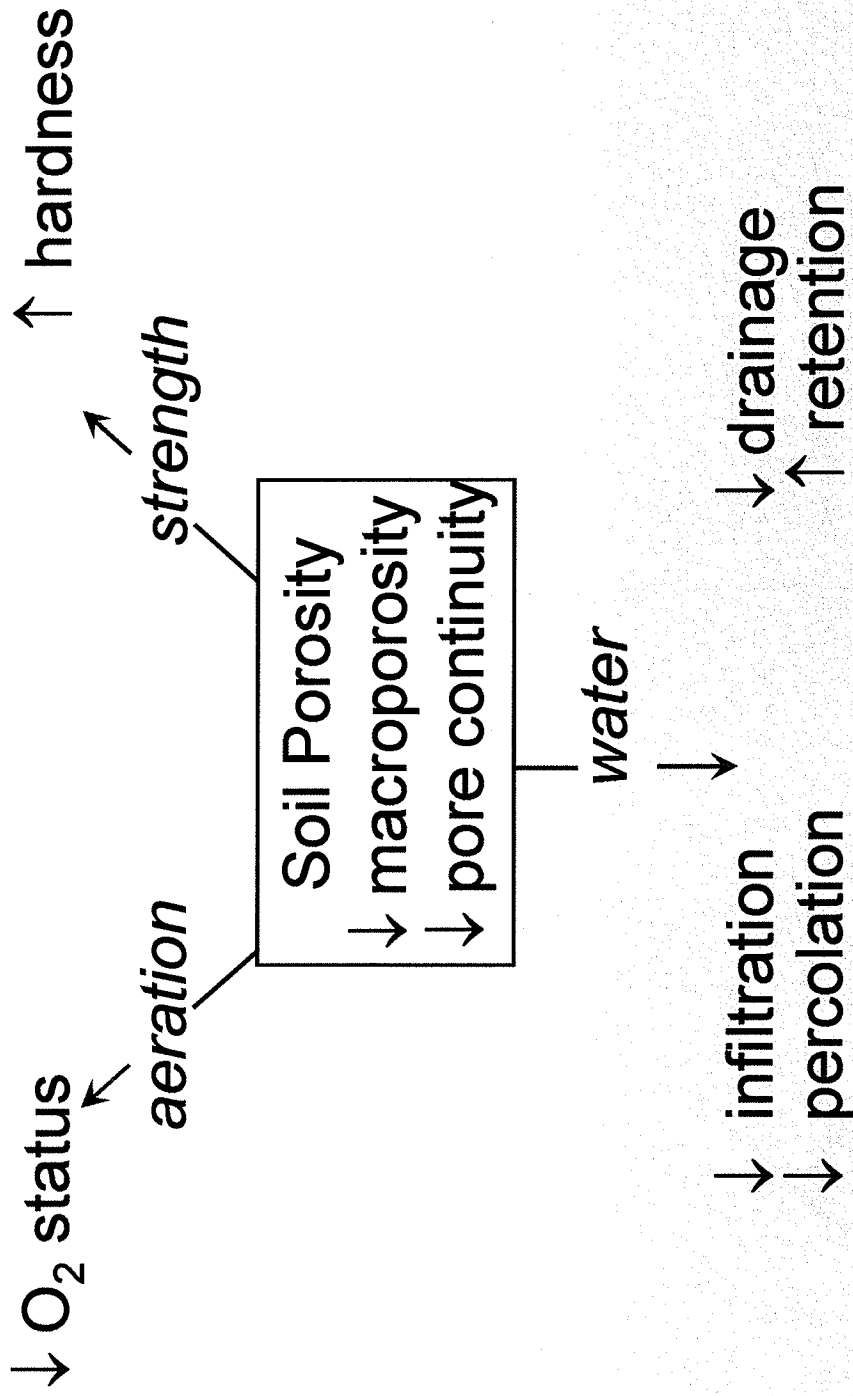 ↓ O₂ status
↑ hardness
aeration
strength
Soil Porosity
↓ macroporosity
↓ pore continuity
water
↓ infiltration
↓ percolation
↓ drainage
↑ retention